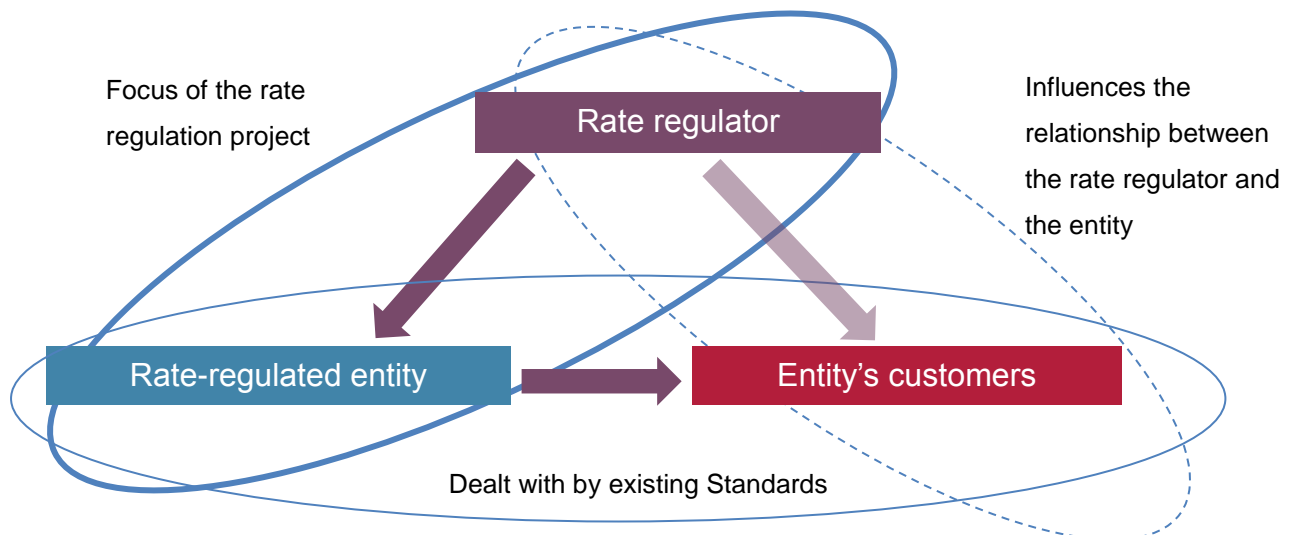 Focus of the rate
regulation project
Rate regulator
Influences the
relationship between
the rate regulator and
the entity
Rate-regulated entity
Entity's customers
Dealt with by existing Standards